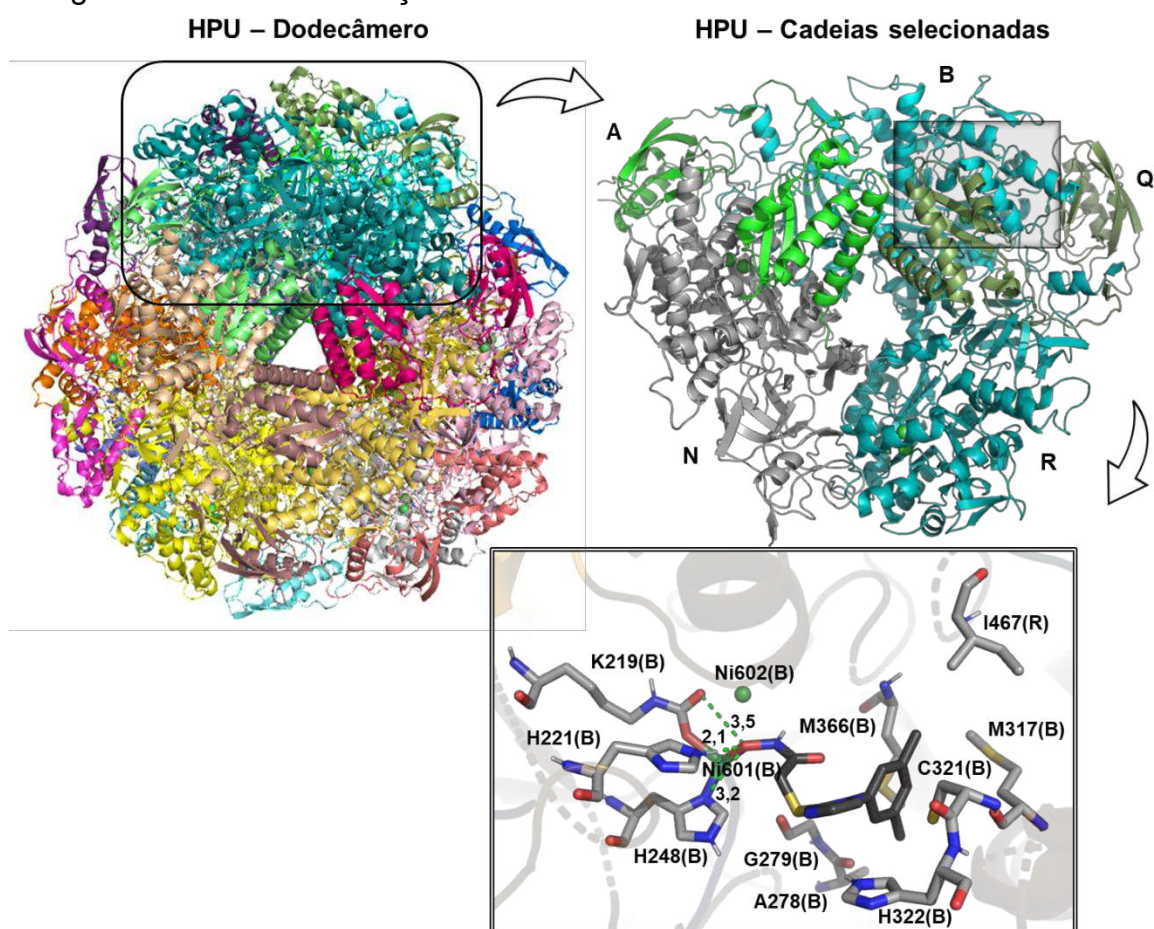 HPU – Dodecâmero
HPU – Cadeias selecionadas
B
A
Q
N
R
I467(R)
K219(B)
Ni602(B)
3,5
M366(B)
M317(B)
H221(B)
2,1
C321(B)
Ni601(B)
3,2
H248(B)
G279(B)
A278(B)
H322(B)